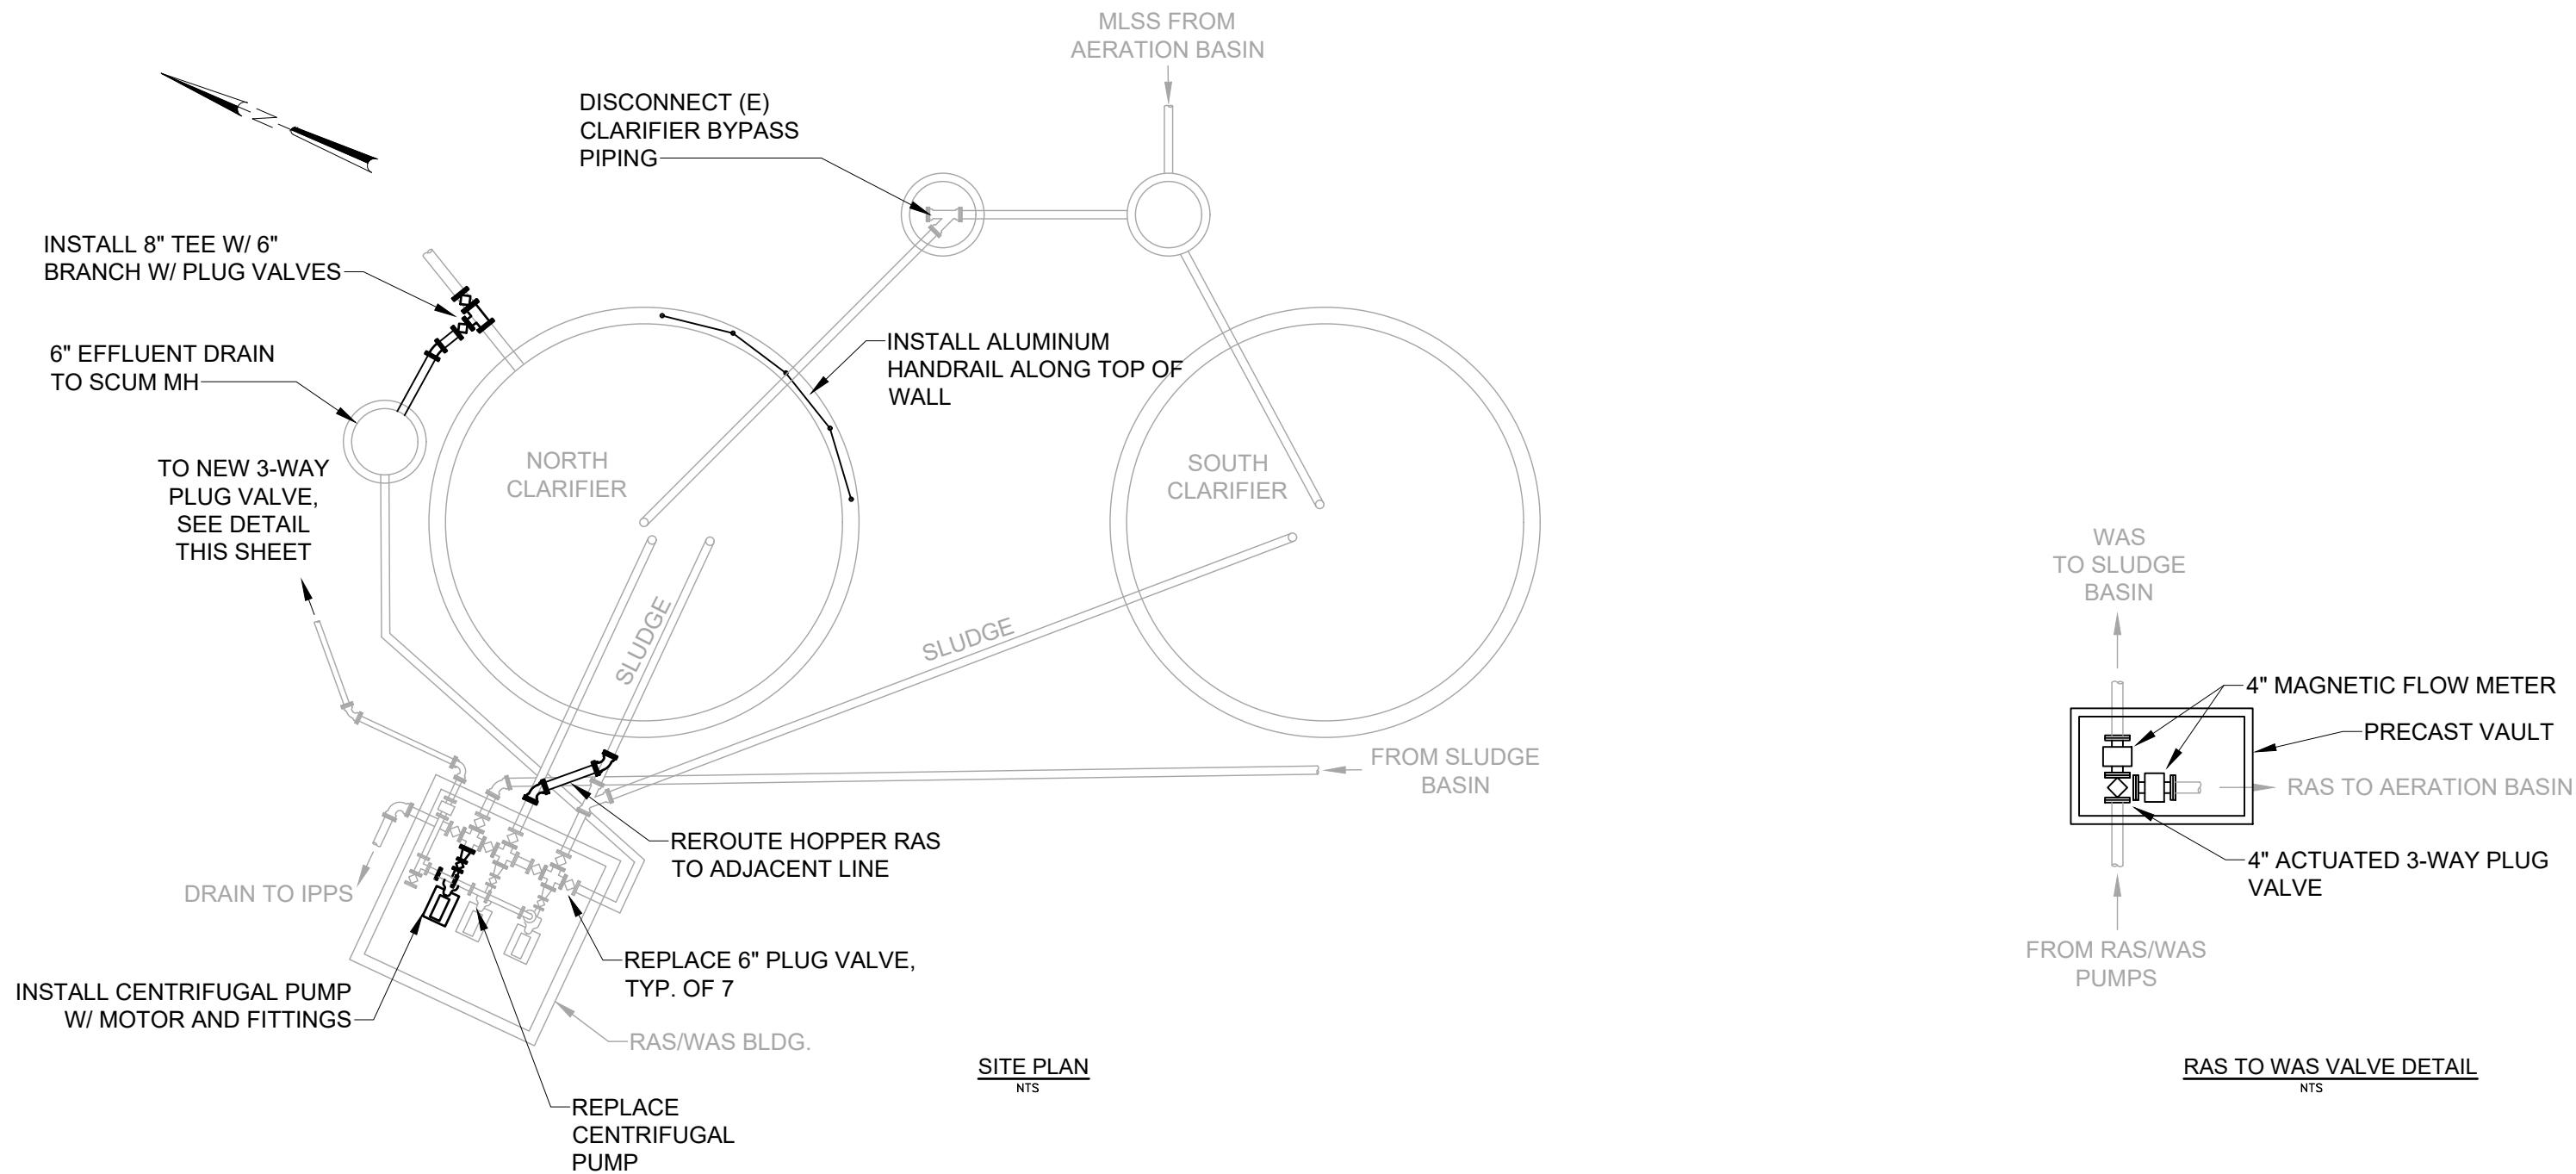 MLSS FROM
AERATION BASIN
N
DISCONNECT (E)
CLARIFIER BYPASS
PIPING
INSTALL 8" TEE W/ 6"
BRANCH W/ PLUG VALVES
6" EFFLUENT DRAIN
TO SCUM MH
INSTALL ALUMINUM
HANDRAIL ALONG TOP OF
WALL
TO NEW 3-WAY
PLUG VALVE,
SEE DETAIL
THIS SHEET
NORTH
CLARIFIER
SOUTH
CLARIFIER
SLUDGE
SLUDGE
FROM SLUDGE
BASIN
REROUTE HOPPER RAS
TO ADJACENT LINE
DRAIN TO IPPS
REPLACE 6" PLUG VALVE,
TYP. OF 7
INSTALL CENTRIFUGAL PUMP
W/ MOTOR AND FITTINGS
RAS/WAS BLDG.
REPLACE
CENTRIFUGAL
PUMP
SITE PLAN
NTS
WAS
TO SLUDGE
BASIN
4" MAGNETIC FLOW METER
PRECAST VAULT
RAS TO AERATION BASIN
4" ACTUATED 3-WAY PLUG
VALVE
FROM RAS/WAS
PUMPS
RAS TO WAS VALVE DETAIL
NTS